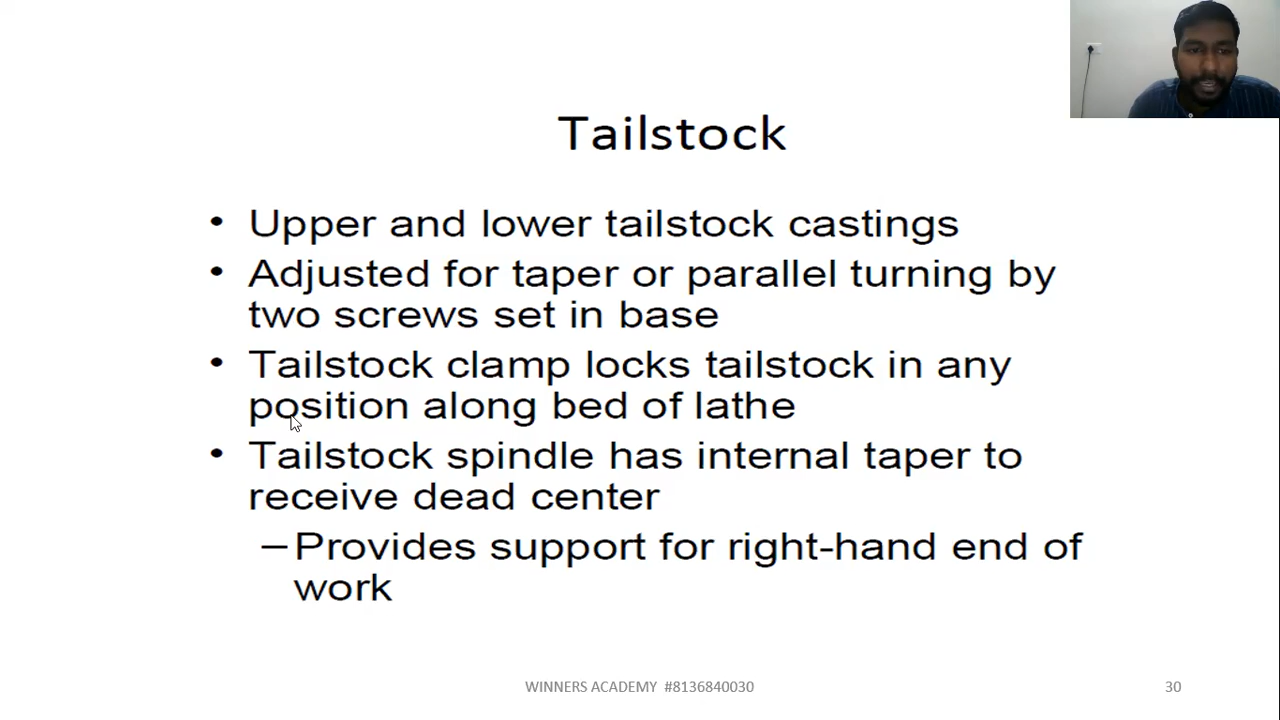 Tailstock
• Upper and lower tailstock castings
• Adjusted for taper or parallel turning by
two screws set in base
• Tailstock clamp locks tailstock in any
position along bed of lathe
• Tailstock spindle has internal taper to
receive dead center
–Provides support for right-hand end of
work
WINNERS ACADEMY #8136840030
30